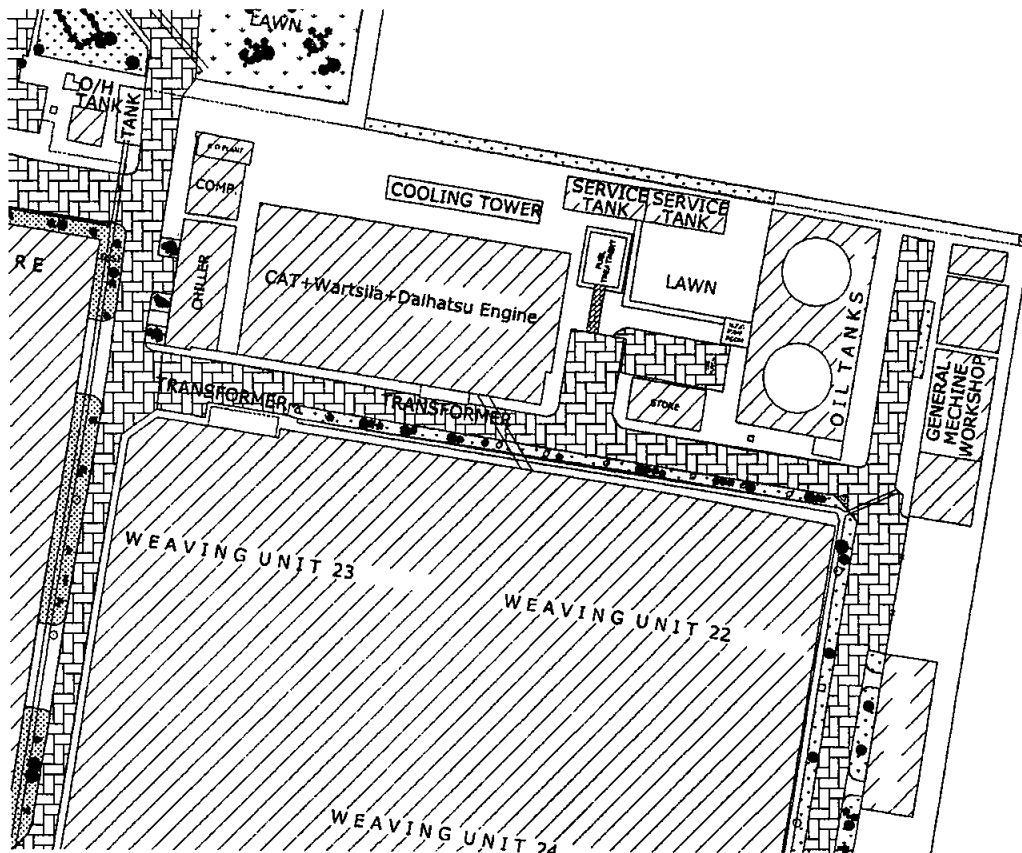 LAWN
O/H
TANK
TANK
R O PLANT
COMP.
COOLING TOWER
SERVICE
TANK
SERVICE
TANK
R E
CHILLER
CAT+Wartsila+Daihatsu Engine
LAWN
OIL TANKS
GENERAL
MECHINE
WORKSHOP
TRANSFORMER
TRANSFORMER
STORE
WEAVING UNIT 23
WEAVING UNIT 22
WEAVING UNIT 24